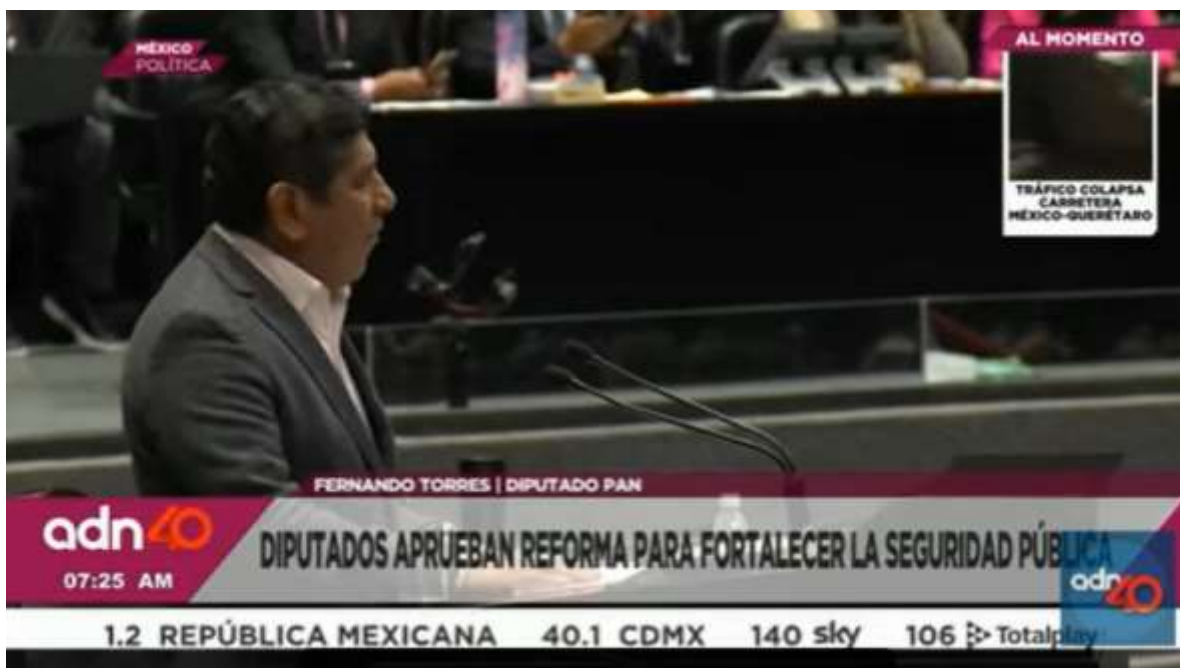 MÉXICO
POLÍTICA
AL MOMENTO
TRÁFICO COLAPSA
CARRETERA
MÉXICO-QUERÉTARO
FERNANDO TORRES | DIPUTADO PAN
adn40
DIPUTADOS APRUEBAN REFORMA PARA FORTALECER LA SEGURIDAD PÚBLICA
07:25 AM
adn40
1.2 REPÚBLICA MEXICANA 40.1 CDMX 140 sky 106 Totalplay